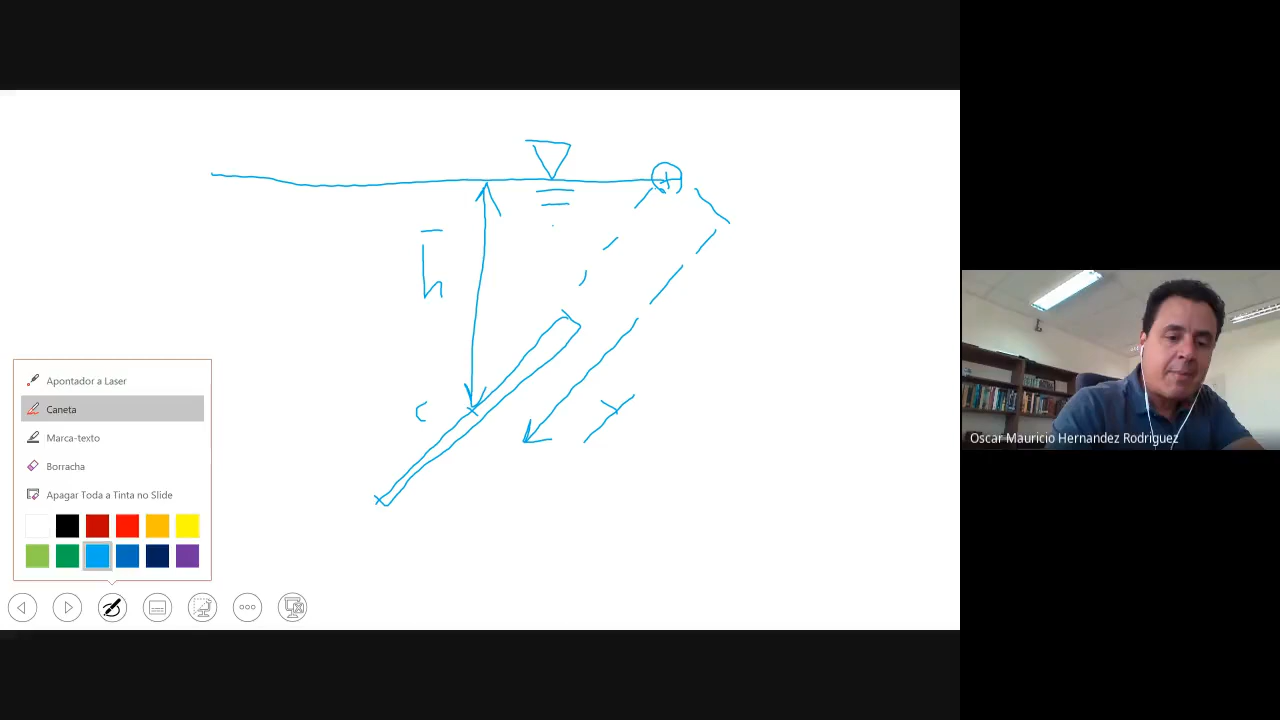 h̅
C
y
Apontador a Laser
Caneta
Marca-texto
Borracha
Apagar Toda a Tinta no Slide
Oscar Mauricio Hernandez Rodriguez